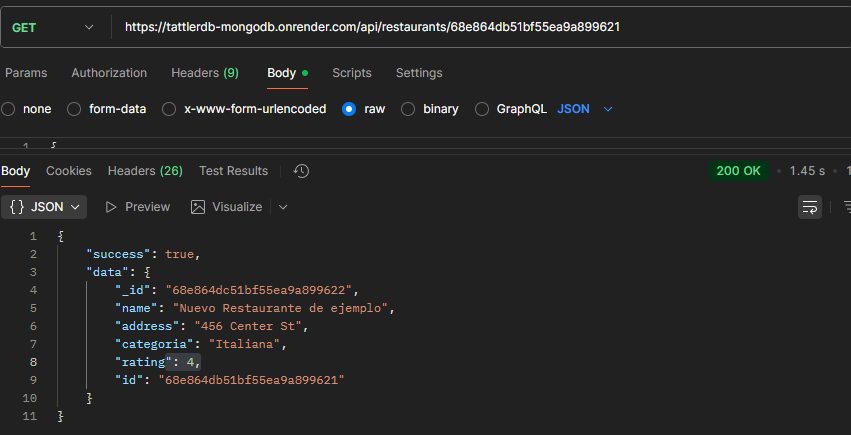 GET https://tattlerdb-mongodb.onrender.com/api/restaurants/68e864db51bf55ea9a899621
Params Authorization Headers (9) Body Scripts Settings
none form-data x-www-form-urlencoded raw binary GraphQL JSON
1 {
Body Cookies Headers (26) Test Results 200 OK • 1.45 s •
{ } JSON Preview Visualize
1 {
2 "success": true,
3 "data": {
4 "_id": "68e864dc51bf55ea9a899622",
5 "name": "Nuevo Restaurante de ejemplo",
6 "address": "456 Center St",
7 "categoria": "Italiana",
8 "rating": 4,
9 "id": "68e864db51bf55ea9a899621"
10 }
11 }